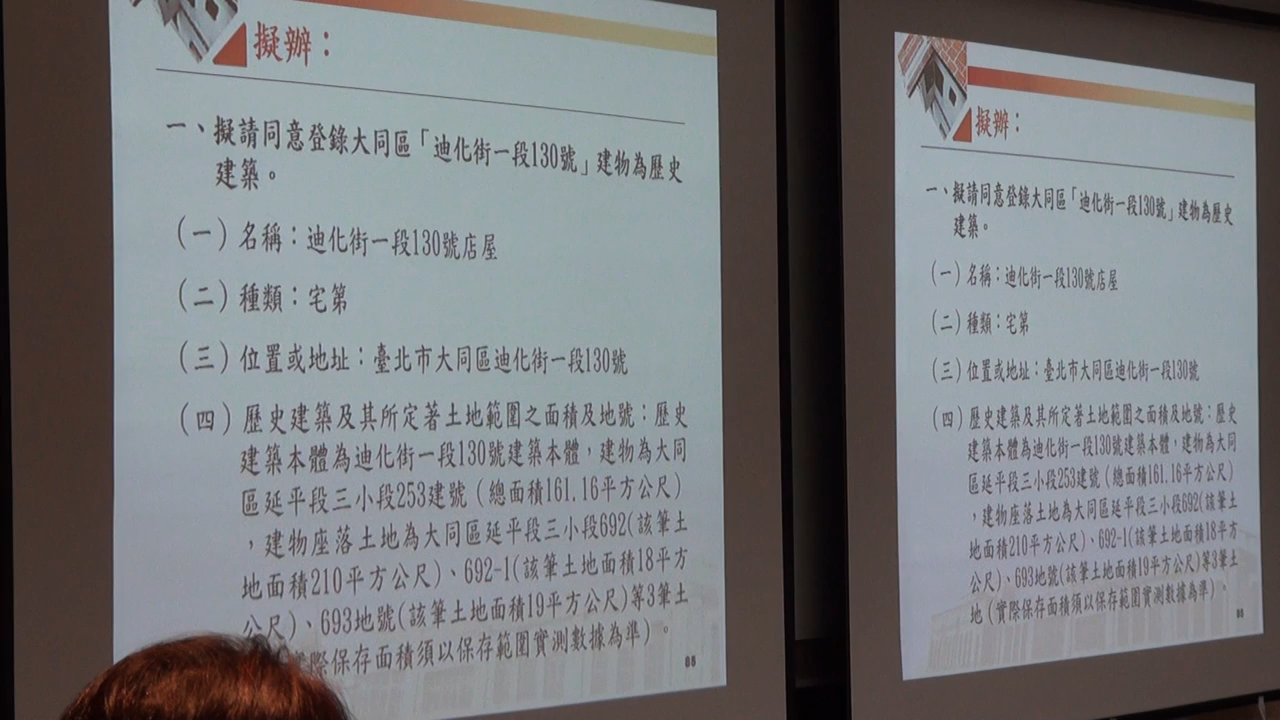 擬辦：
一、擬請同意登錄大同區「迪化街一段130號」建物為歷史
建築。
（一）名稱：迪化街一段130號店屋
（二）種類：宅第
（三）位置或地址：臺北市大同區迪化街一段130號
（四）歷史建築及其所定著土地範圍之面積及地號：歷史
建築本體為迪化街一段130號建築本體，建物為大同
區延平段三小段253建號（總面積161.16平方公尺）
，建物座落土地為大同區延平段三小段692(該筆土
地面積210平方公尺)、692-1(該筆土地面積18平方
公尺)、693地號(該筆土地面積19平方公尺)等3筆土
際保存面積須以保存範圍實測數據為準）。
05
擬辦：
一、擬請同意登錄大同區「迪化街一段130號」建物為歷史
建築。
（一）名稱：迪化街一段130號店屋
（二）種類：宅第
（三）位置或地址：臺北市大同區迪化街一段130號
（四）歷史建築及其所定著土地範圍之面積及地號：歷史
建築本體為迪化街一段130號建築本體，建物為大同
區延平段三小段253建號（總面積161.16平方公尺）
，建物座落土地為大同區延平段三小段692(該筆土
地面積210平方公尺)、692-1(該筆土地面積18平方
公尺)、693地號(該筆土地面積19平方公尺)等3筆土
地（實際保存面積須以保存範圍實測數據為準）。